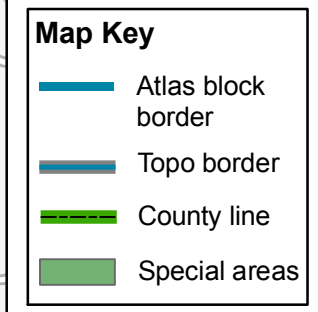 Map Key
Atlas block
border
Topo border
County line
Special areas